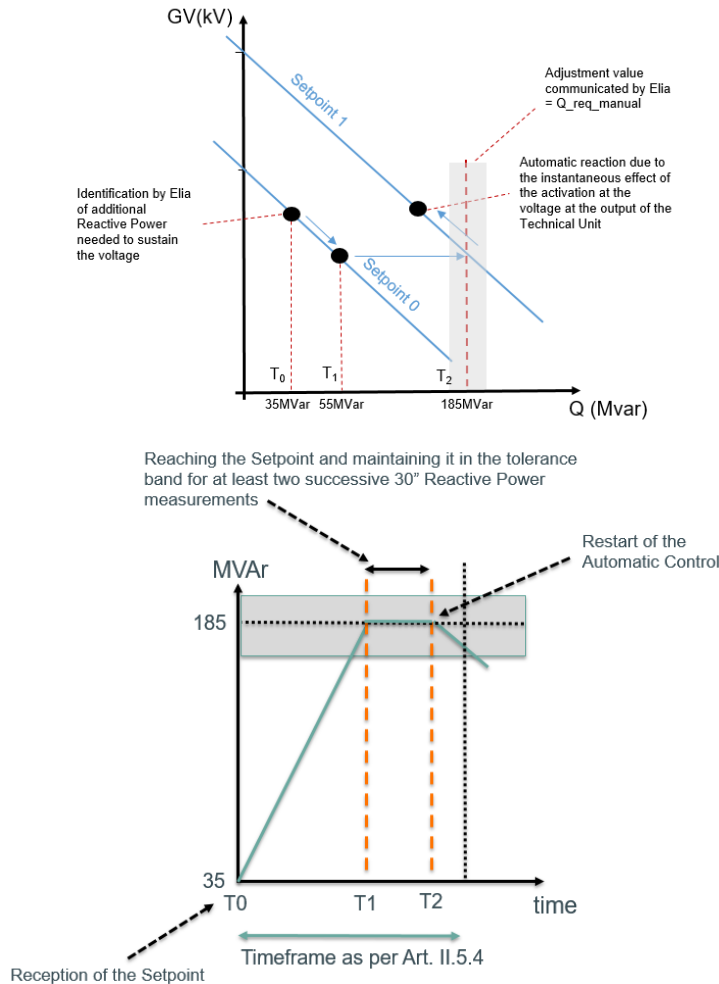 GV(kV)
Setpoint 1
Adjustment value
communicated by Elia
= Q_req_manual
Automatic reaction due to
the instantaneous effect of
the activation at the
voltage at the output of the
Technical Unit
Identification by Elia
of additional
Reactive Power
needed to sustain
the voltage
Setpoint 0
T0
T1
T2
35MVar
55MVar
185MVar
Q (Mvar)
Reaching the Setpoint and maintaining it in the tolerance
band for at least two successive 30” Reactive Power
measurements
Restart of the
Automatic Control
MVAr
185
35
T0
T1
T2
time
Timeframe as per Art. II.5.4
Reception of the Setpoint